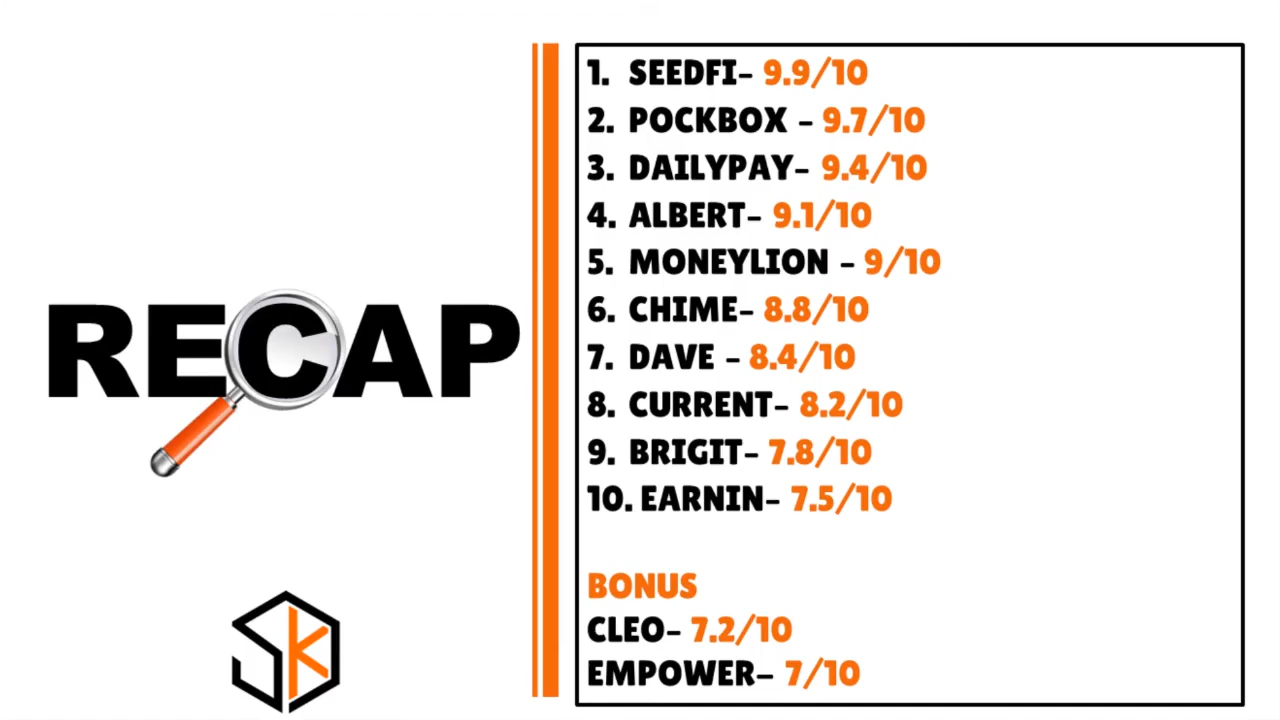 RECAP
1. SEEDFI– 9.9/10
2. POCKBOX – 9.7/10
3. DAILYPAY– 9.4/10
4. ALBERT– 9.1/10
5. MONEYLION – 9/10
6. CHIME– 8.8/10
7. DAVE – 8.4/10
8. CURRENT– 8.2/10
9. BRIGIT– 7.8/10
10. EARNIN– 7.5/10
BONUS
CLEO– 7.2/10
EMPOWER– 7/10
SK